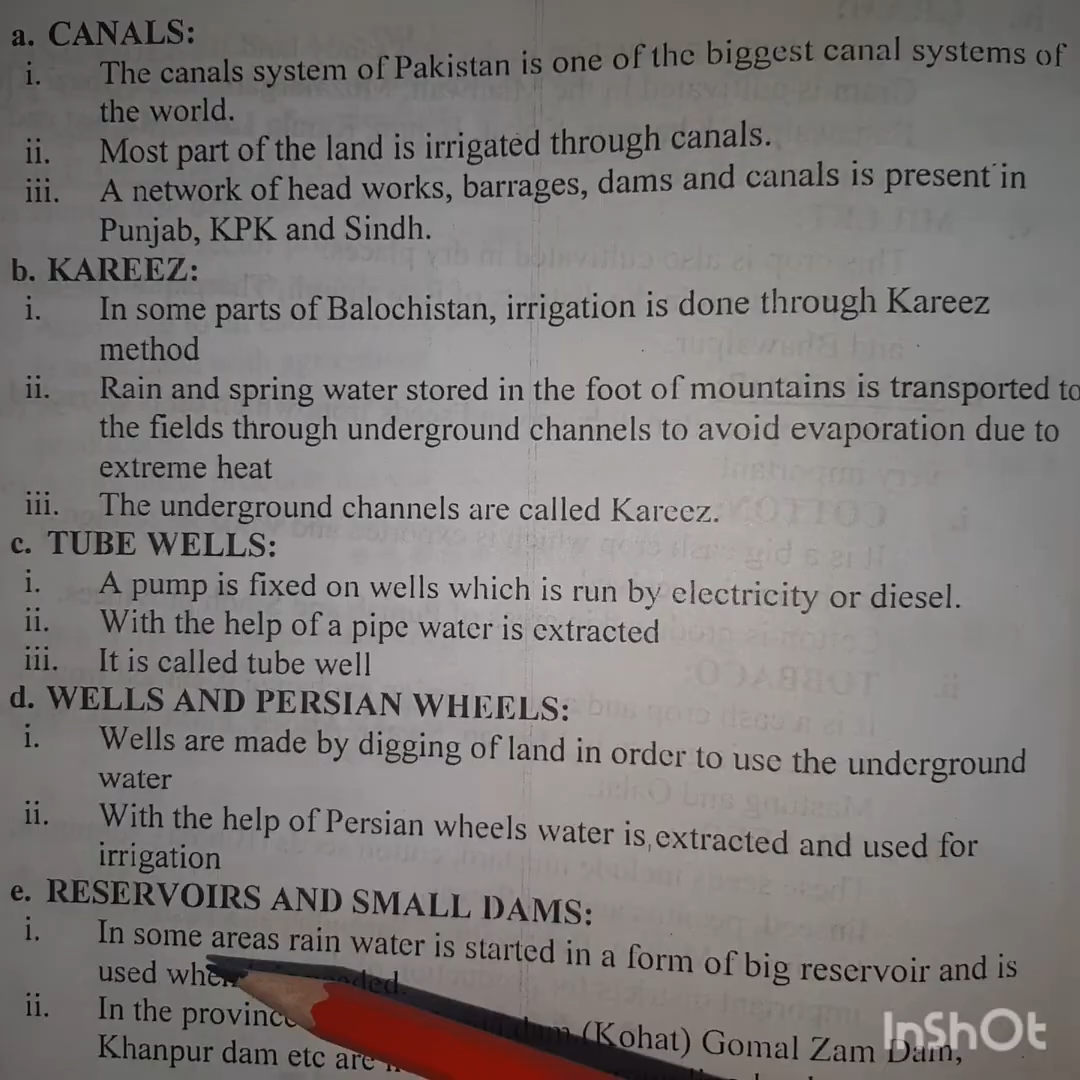 a. CANALS:
i. The canals system of Pakistan is one of the biggest canal systems of
the world.
ii. Most part of the land is irrigated through canals.
iii. A network of head works, barrages, dams and canals is present in
Punjab, KPK and Sindh.
b. KAREEZ:
i. In some parts of Balochistan, irrigation is done through Kareez
method
ii. Rain and spring water stored in the foot of mountains is transported to
the fields through underground channels to avoid evaporation due to
extreme heat
iii. The underground channels are called Kareez.
c. TUBE WELLS:
i. A pump is fixed on wells which is run by electricity or diesel.
ii. With the help of a pipe water is extracted
iii. It is called tube well
d. WELLS AND PERSIAN WHEELS:
i. Wells are made by digging of land in order to use the underground
water
ii. With the help of Persian wheels water is extracted and used for
irrigation
e. RESERVOIRS AND SMALL DAMS:
i. In some areas rain water is started in a form of big reservoir and is
used
ii. In the (Kohat) Gomal Zam Dam,
Khanpur dam etc are
InShOt